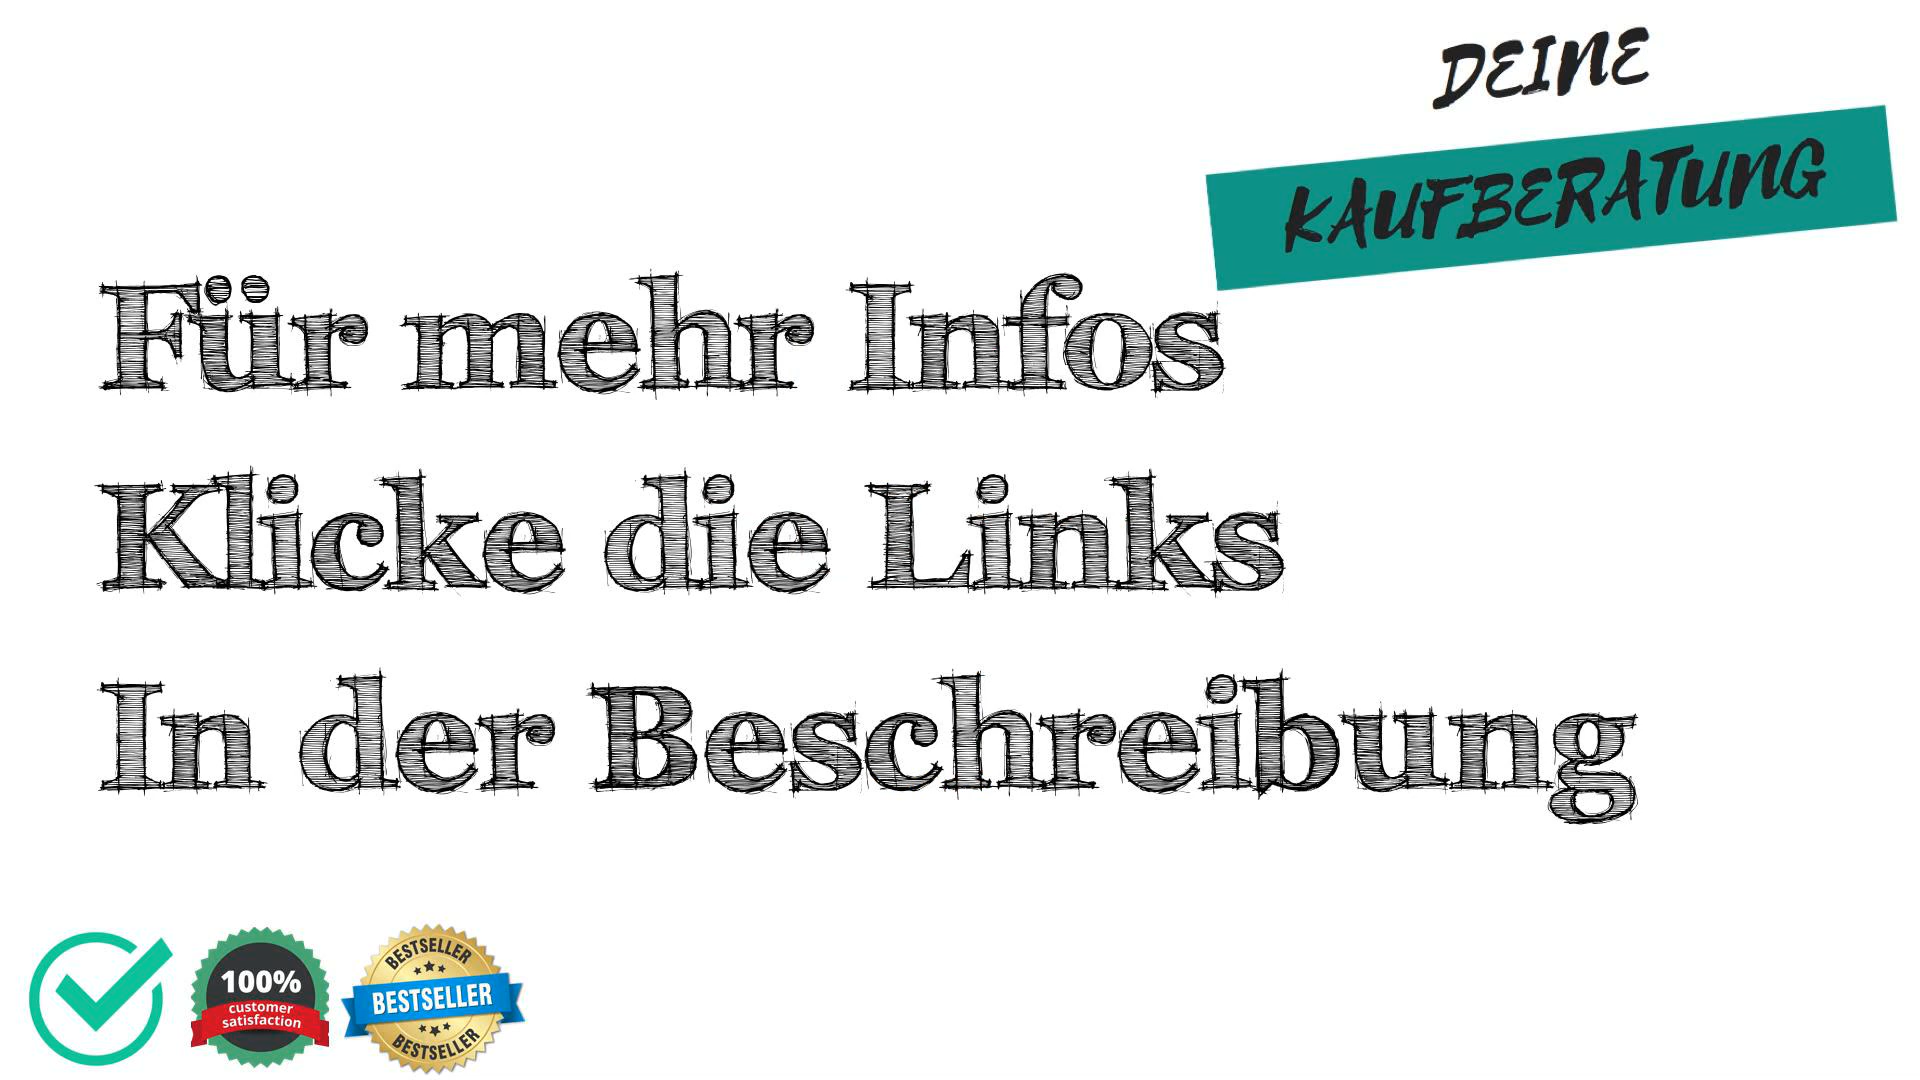 DEINE
KAUFBERATUNG
Für mehr Infos
Klicke die Links
In der Beschreibung
100%
customer
satisfaction
BESTSELLER
BESTSELLER
BESTSELLER